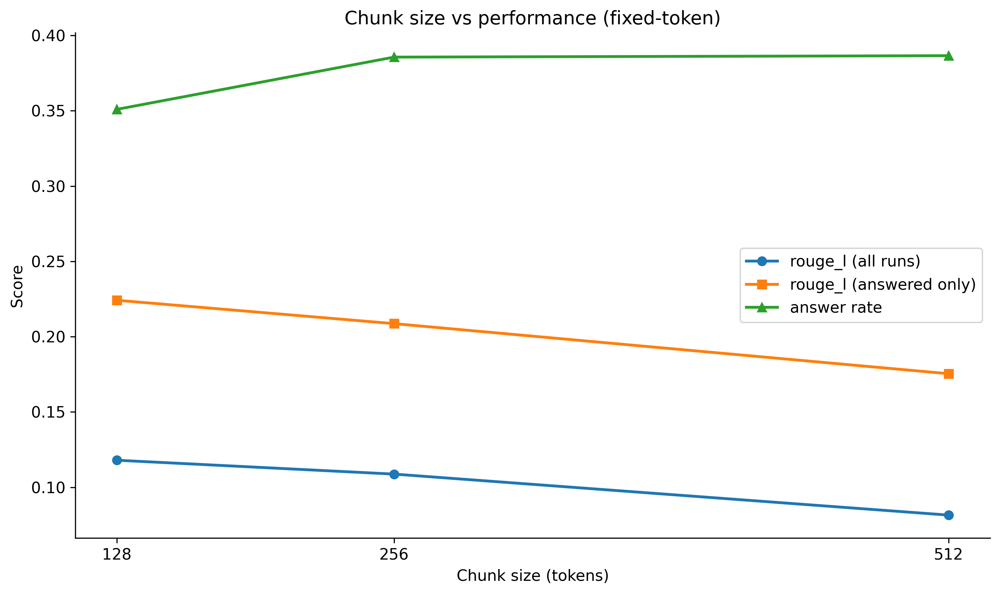 Chunk size vs performance (fixed-token)
0.40
0.35
0.30
0.25
0.20
0.15
0.10
Score
rouge_l (all runs)
rouge_l (answered only)
answer rate
128 256 512
Chunk size (tokens)